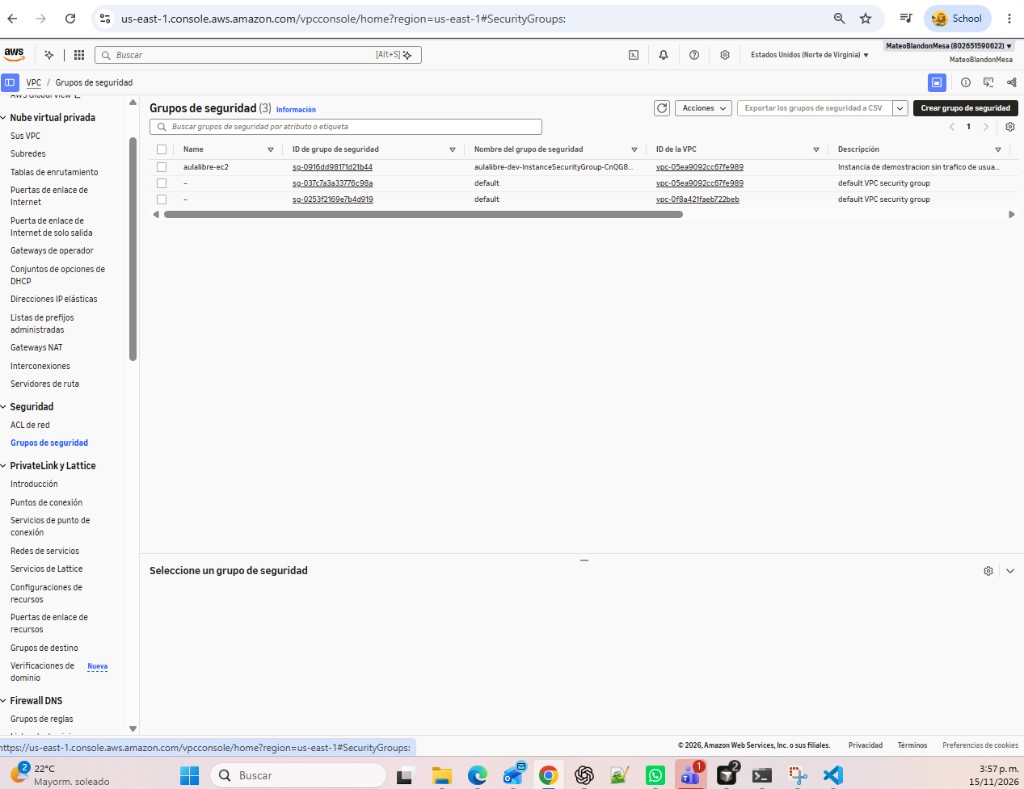 us-east-1.console.aws.amazon.com/vpcconsole/home?region=us-east-1#SecurityGroups:
School
aws
Buscar
[Alt+S]
Estados Unidos (Norte de Virginia)
MateoBlandonMesa (802651590622)
MateoBlandonMesa
VPC / Grupos de seguridad
Nube virtual privada
Sus VPC
Subredes
Tablas de enrutamiento
Puertas de enlace de
Internet
Puerta de enlace de
Internet de solo salida
Gateways de operador
Conjuntos de opciones de
DHCP
Direcciones IP elásticas
Listas de prefijos
administradas
Gateways NAT
Interconexiones
Servidores de ruta
Seguridad
ACL de red
Grupos de seguridad
PrivateLink y Lattice
Introducción
Puntos de conexión
Servicios de punto de
conexión
Redes de servicios
Servicios de Lattice
Configuraciones de
recursos
Puertas de enlace de
recursos
Grupos de destino
Verificaciones de
dominio
Nueva
Firewall DNS
Grupos de reglas
Grupos de seguridad (3) Información
Acciones
Exportar los grupos de seguridad a CSV
Crear grupo de seguridad
Buscar grupos de seguridad por atributo o etiqueta
1
Name ID de grupo de seguridad Nombre del grupo de seguridad ID de la VPC Descripción
aulalibre-ec2 sg-0916dd98171d21b44 aulalibre-dev-InstanceSecurityGroup-CnQG8... vpc-05ea9092cc67fe989 Instancia de demostracion sin trafico de usua...
– sg-037c7a3a33776c98a default vpc-05ea9092cc67fe989 default VPC security group
– sg-0253f2169e7b4d919 default vpc-0f8a421faeb722beb default VPC security group
Seleccione un grupo de seguridad
https://us-east-1.console.aws.amazon.com/vpcconsole/home?region=us-east-1#SecurityGroups:
© 2026, Amazon Web Services, Inc. o sus filiales.
Privacidad
Términos
Preferencias de cookies
2
22°C
Mayorm. soleado
Buscar
1
2
3:57 p. m.
15/11/2026